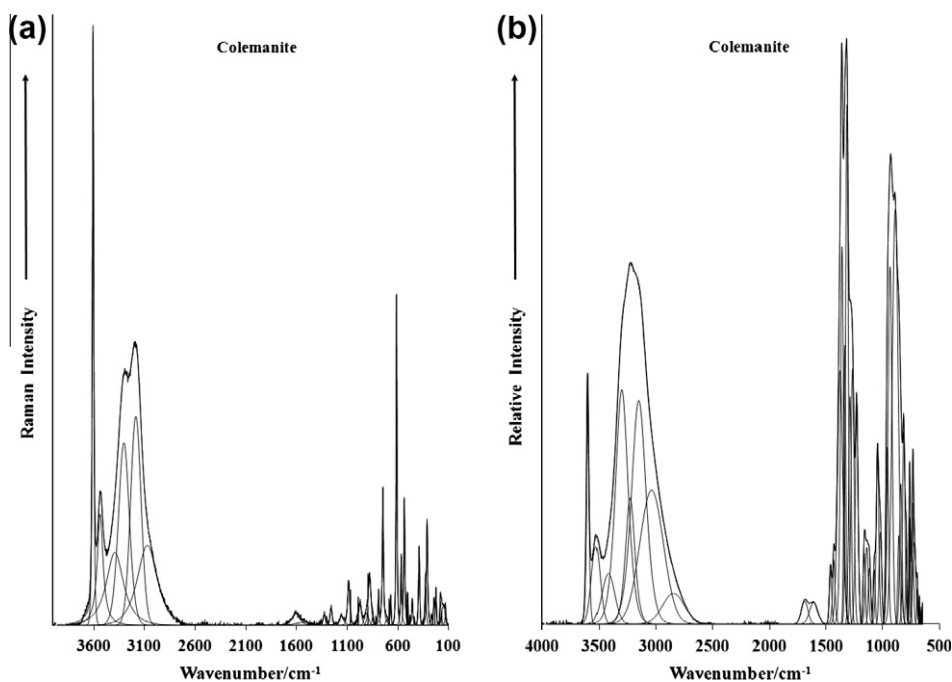 (a)
Colemanite
Raman Intensity
3600 3100 2600 2100 1600 1100 600 100
Wavenumber/cm-1
(b)
Colemanite
Relative Intensity
4000 3500 3000 2500 2000 1500 1000 500
Wavenumber/cm-1